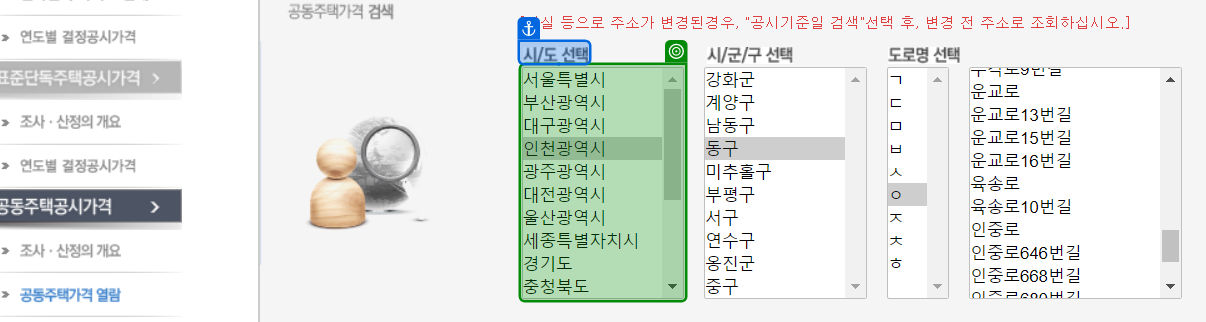 연도별 결정공시가격
표준단독주택공시가격
조사·산정의 개요
연도별 결정공시가격
공동주택공시가격
조사·산정의 개요
공동주택가격 열람
공동주택가격 검색
등으로 주소가 변경된경우, "공시기준일 검색"선택 후, 변경 전 주소로 조회하십시오.]
시/도 선택
서울특별시
부산광역시
대구광역시
인천광역시
광주광역시
대전광역시
울산광역시
세종특별자치시
경기도
충청북도
시/군/구 선택
강화군
계양구
남동구
동구
미추홀구
부평구
서구
연수구
옹진군
중구
도로명 선택
ㄱ
ㄷ
ㅁ
ㅂ
ㅅ
ㅇ
ㅈ
ㅊ
ㅎ
운교로
운교로13번길
운교로15번길
운교로16번길
육송로
육송로10번길
인중로
인중로646번길
인중로668번길
인중로680번길